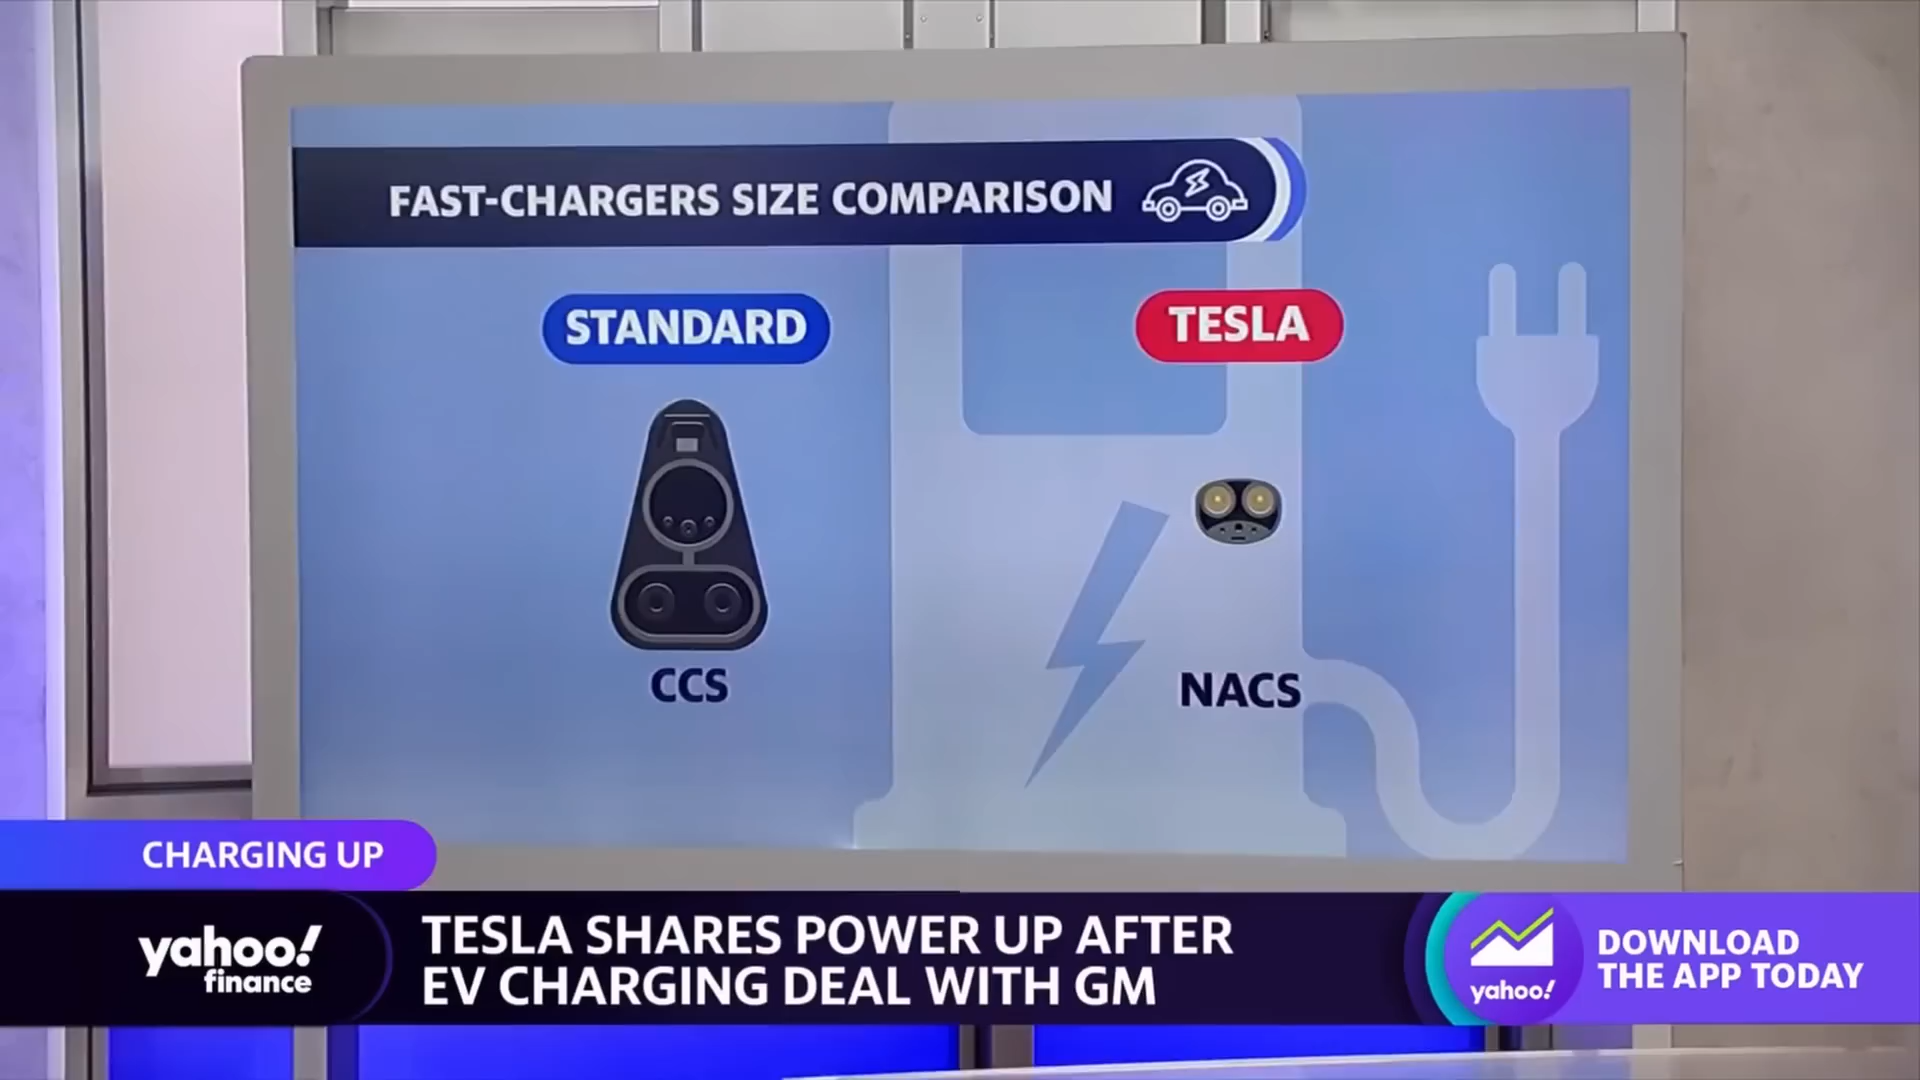 FAST-CHARGERS SIZE COMPARISON
STANDARD
TESLA
CCS
NACS
CHARGING UP
yahoo!
finance
TESLA SHARES POWER UP AFTER
EV CHARGING DEAL WITH GM
yahoo!
DOWNLOAD
THE APP TODAY